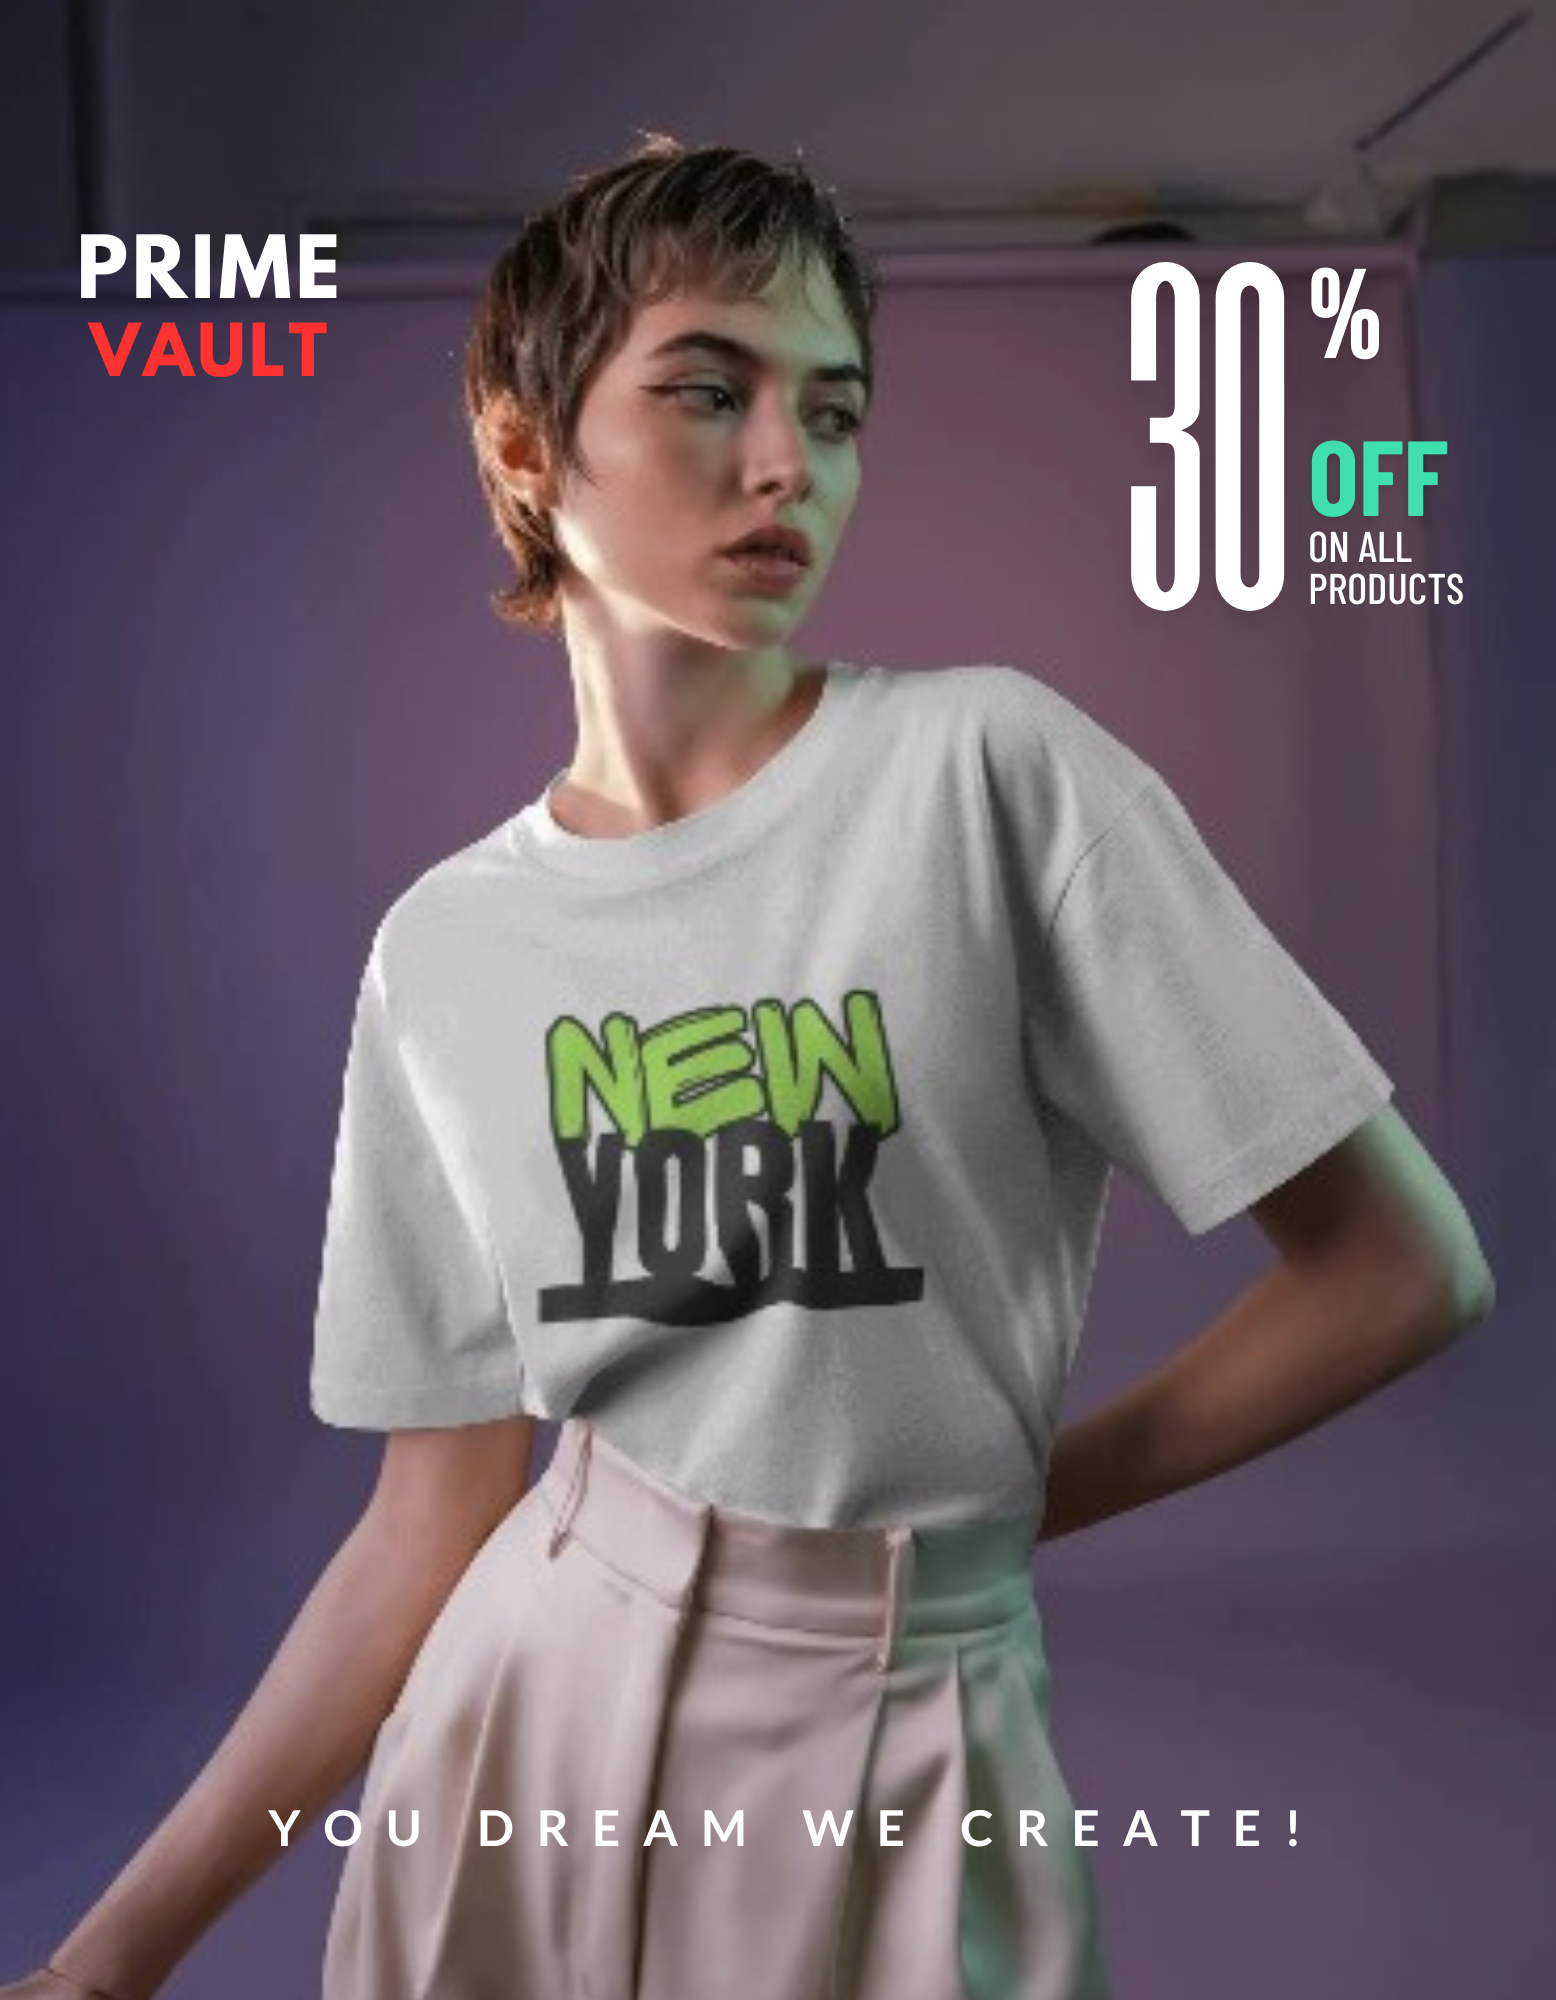 PRIME
VAULT
30%
OFF
ON ALL
PRODUCTS
NEW
YORK
YOU DREAM WE CREATE!